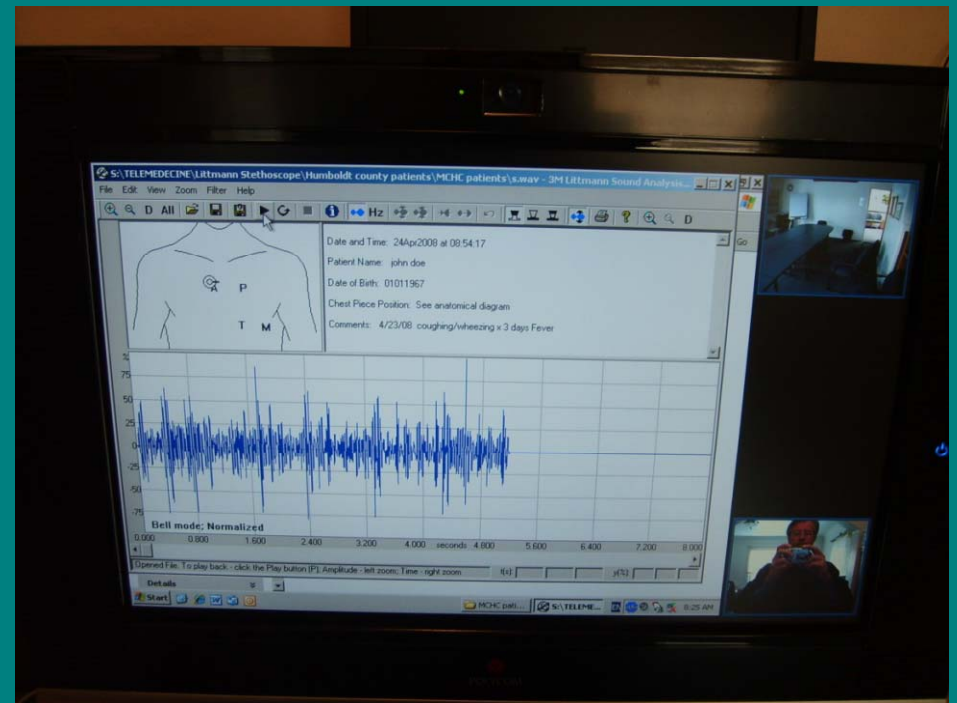 S:\TELEMEDECINE\Littmann Stethoscope\Humboldt county patients\MCHC patients\s.wav - 3M Littmann Sound Analysis...
File Edit View Zoom Filter Help
D All Hz D
Go
Date and Time: 24Apr2008 at 08:54:17
Patient Name: john doe
Date of Birth: 01011967
Chest Piece Position: See anatomical diagram
Comments: 4/23/08 coughing/wheezing x 3 days Fever
A P
T M
%
75
50
25
0
-25
-50
-75
Bell mode; Normalized
0.000 0.800 1.600 2.400 3.200 4.000 seconds 4.800 5.600 6.400 7.200 8.000
Opened File. To play back - click the Play button [P]; Amplitude - left zoom; Time - right zoom t(s) y(%)
Details
Start MCHC pati... S:\TELEME... 8:25 AM
POLYCOM